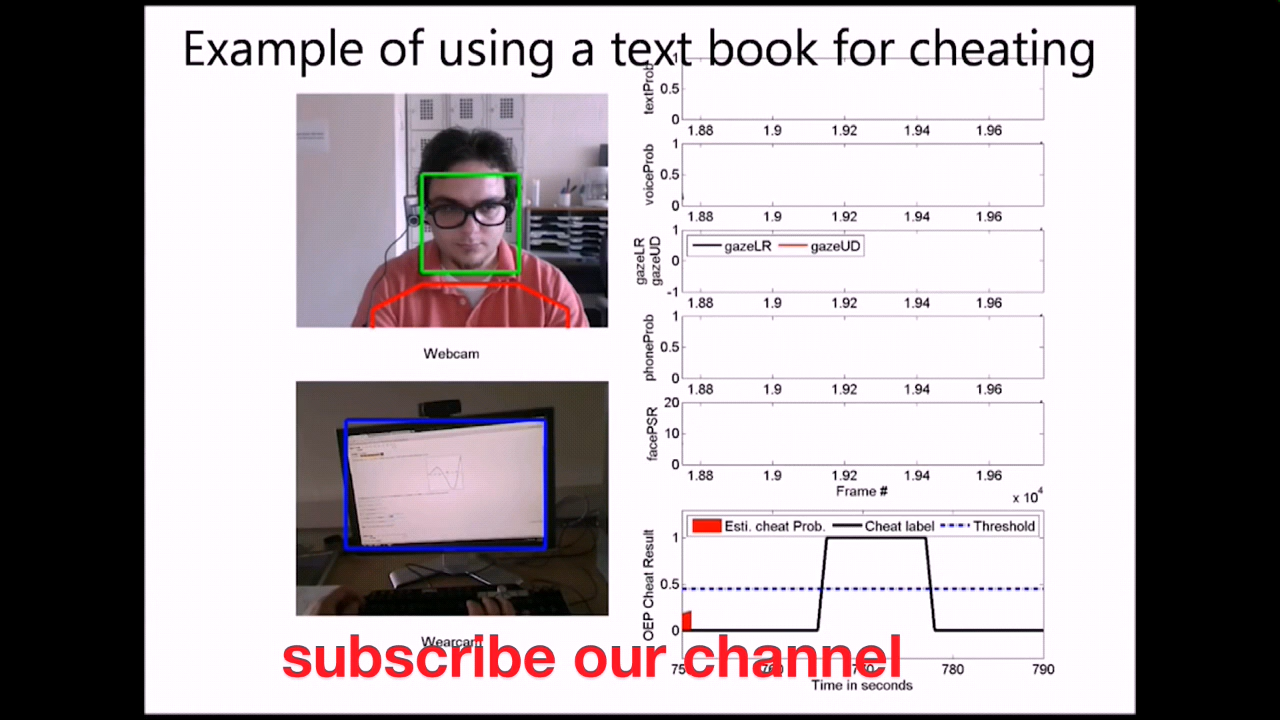 Example of using a text book for cheating
textProb
0.5
0
1.88 1.9 1.92 1.94 1.96
voiceProb
1
0.5
0
1.88 1.9 1.92 1.94 1.96
gazeLR
gazeUD
1
0
-1
gazeLR gazeUD
1.88 1.9 1.92 1.94 1.96
phoneProb
1
0.5
0
1.88 1.9 1.92 1.94 1.96
facePSR
20
10
0
1.88 1.9 1.92 1.94 1.96
Frame #
x 10⁴
Webcam
OEP Cheat Result
Esti. cheat Prob. Cheat label Threshold
1
0.5
0
780 790
Time in seconds
Wearcam
subscribe our channel